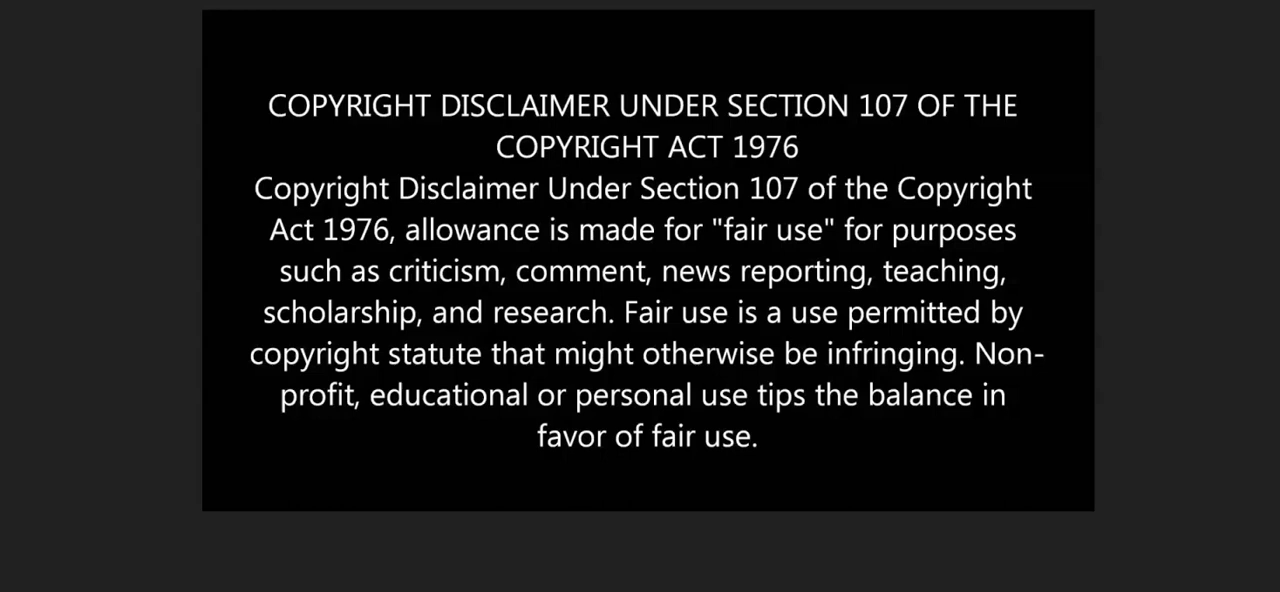 COPYRIGHT DISCLAIMER UNDER SECTION 107 OF THE
COPYRIGHT ACT 1976
Copyright Disclaimer Under Section 107 of the Copyright
Act 1976, allowance is made for "fair use" for purposes
such as criticism, comment, news reporting, teaching,
scholarship, and research. Fair use is a use permitted by
copyright statute that might otherwise be infringing. Non-
profit, educational or personal use tips the balance in
favor of fair use.